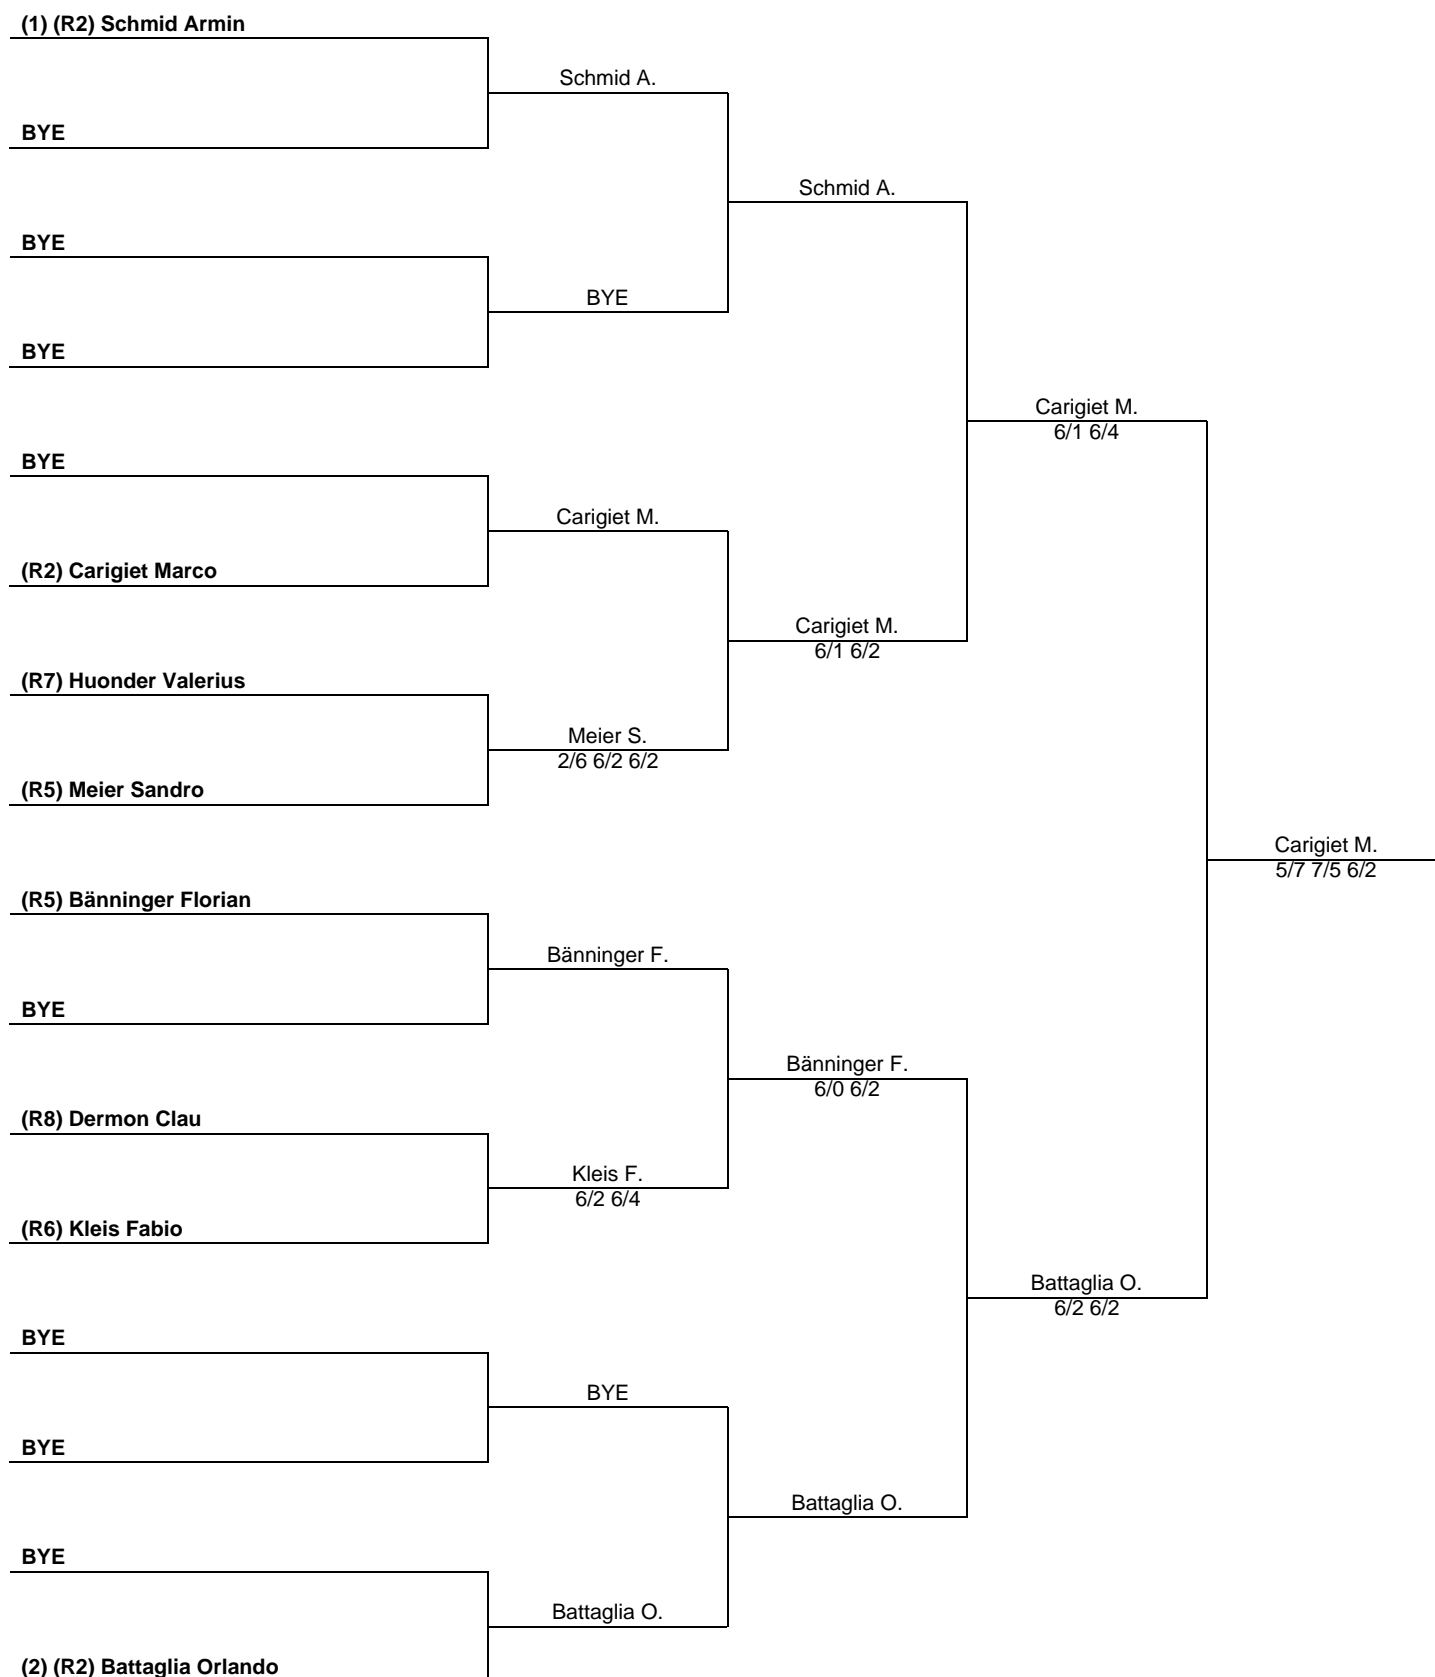 (1) (R2) Schmid Armin
Schmid A.
BYE
Schmid A.
BYE
BYE
BYE
Carigiet M.
6/1 6/4
BYE
Carigiet M.
(R2) Carigiet Marco
Carigiet M.
6/1 6/2
(R7) Huonder Valerius
Meier S.
2/6 6/2 6/2
(R5) Meier Sandro
Carigiet M.
5/7 7/5 6/2
(R5) Bänninger Florian
Bänninger F.
BYE
Bänninger F.
6/0 6/2
(R8) Dermon Clau
Kleis F.
6/2 6/4
(R6) Kleis Fabio
Battaglia O.
6/2 6/2
BYE
BYE
BYE
Battaglia O.
BYE
Battaglia O.
(2) (R2) Battaglia Orlando